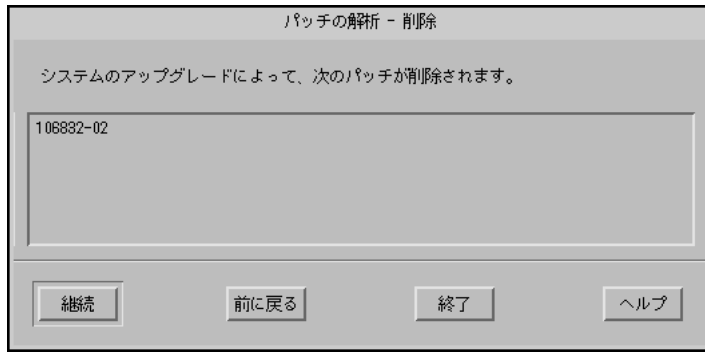 パッチの解析 - 削除
システムのアップグレードによって、次のパッチが削除されます。
106832-02
継続 前に戻る 終了 ヘルプ